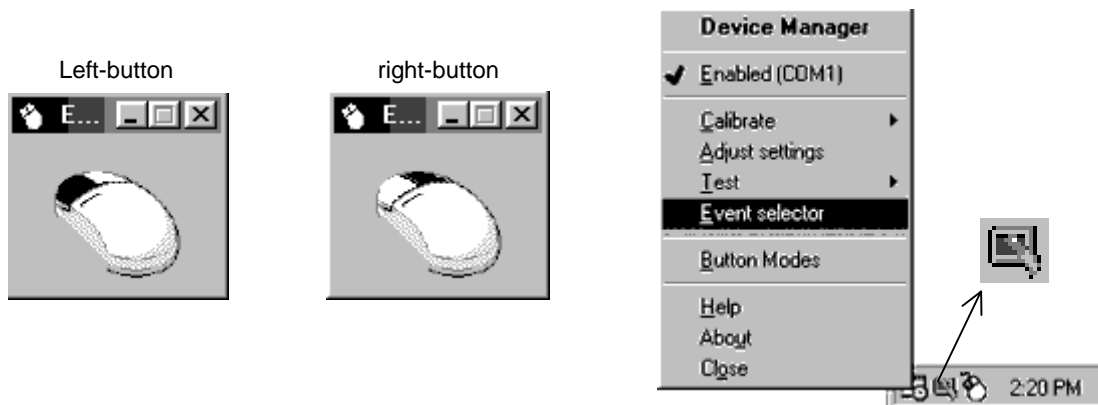 Left-button
E...
right-button
E...
Device Manager
Enabled (COM1)
Calibrate
Adjust settings
Test
Event selector
Button Modes
Help
About
Close
2:20 PM